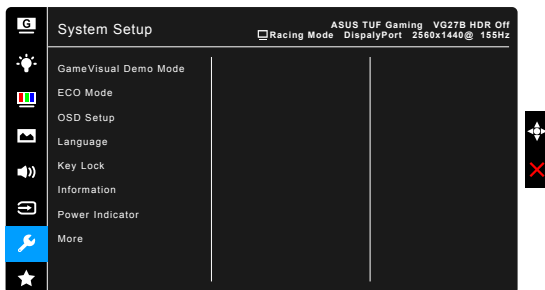 G
System Setup
ASUS TUF Gaming VG27B HDR Off
Racing Mode DispalyPort 2560x1440@ 155Hz
GameVisual Demo Mode
ECO Mode
OSD Setup
Language
Key Lock
Information
Power Indicator
More